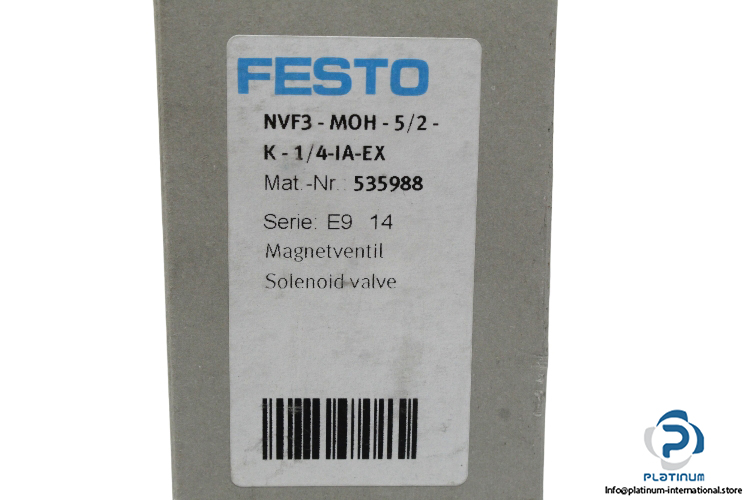 FESTO
NVF3 - MOH - 5/2 -
K - 1/4-IA-EX
Mat.-Nr.: 535988
Serie: E9 14
Magnetventil
Solenoid valve
PLATINUM
Info@platinum-international.store